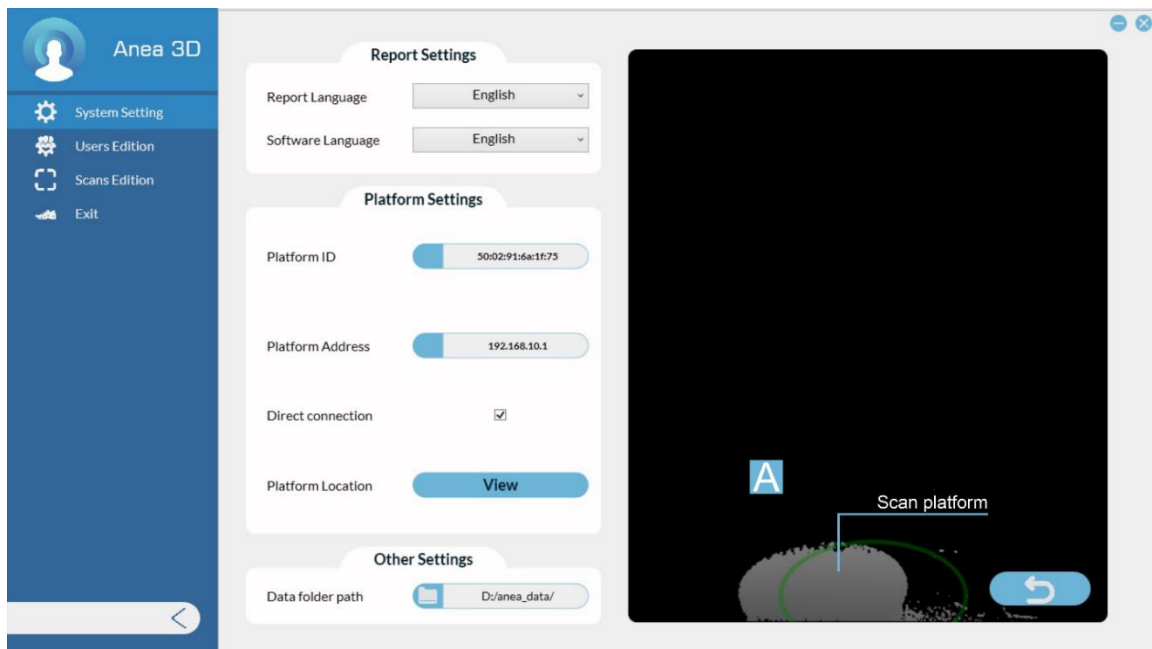 Anea 3D
System Setting
Users Edition
Scans Edition
Exit
Report Settings
Report Language
English
Software Language
English
Platform Settings
Platform ID
50:02:91:6a:1f:75
Platform Address
192.168.10.1
Direct connection
Platform Location
View
Other Settings
Data folder path
D:/anea_data/
A
Scan platform